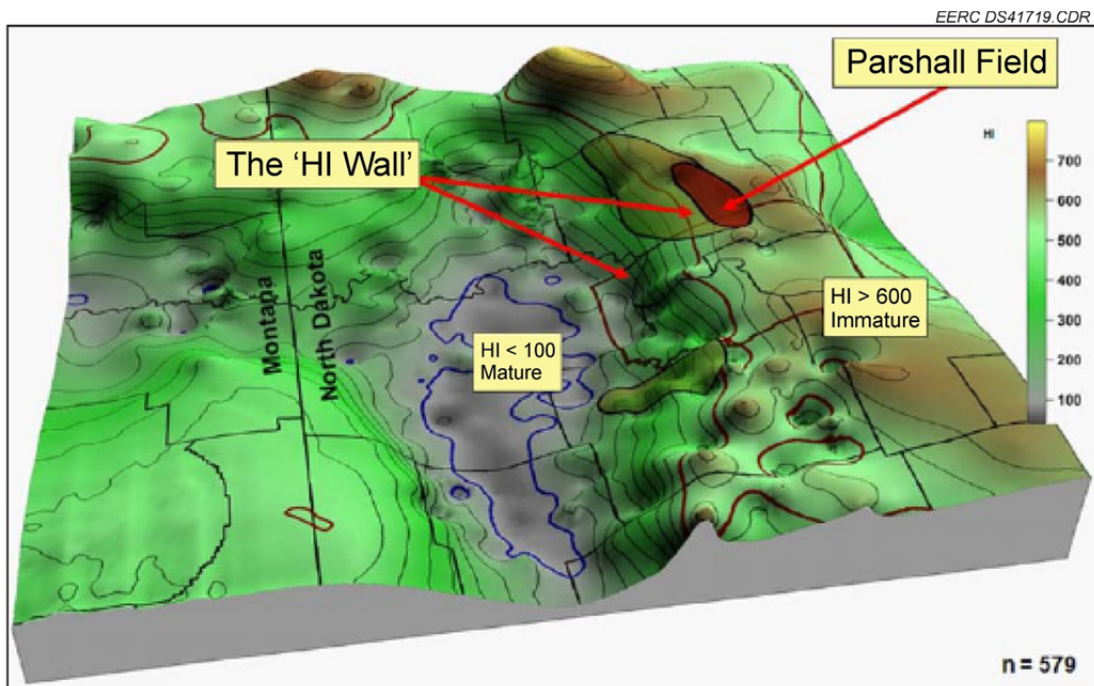 EERC DS41719.CDR
Parshall Field
The 'HI Wall'
HI
700
600
500
400
300
200
100
Montana
North Dakota
HI < 100
Mature
HI > 600
Immature
n = 579